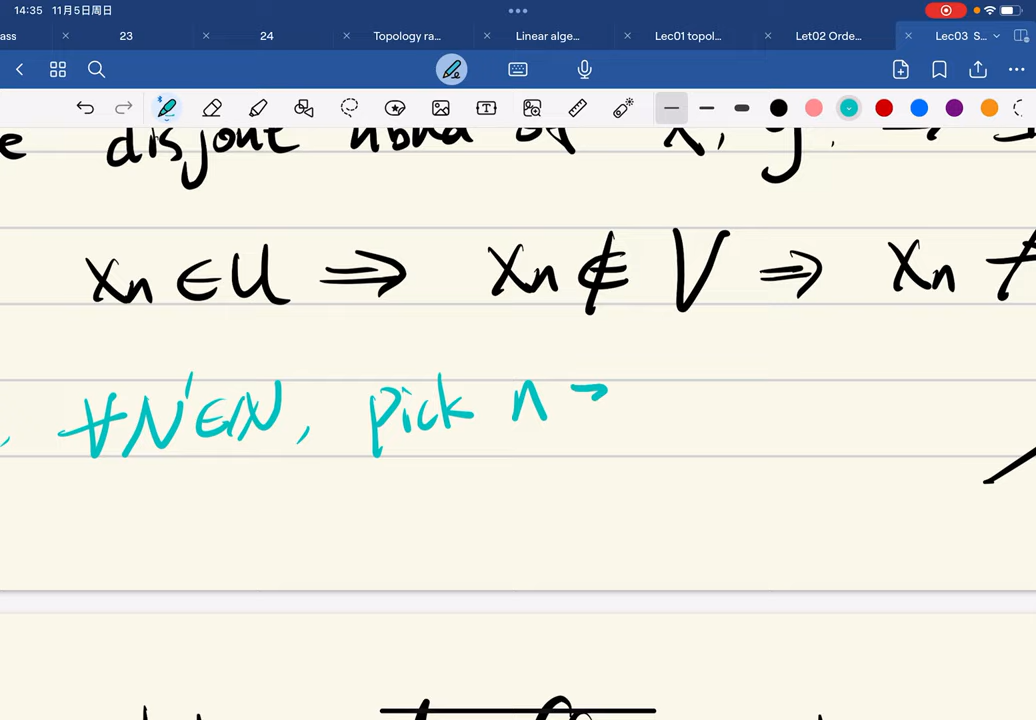 14:35 11月5日周日
ass 23 24 Topology ra... Linear alge... Lec01 topol... Let02 Orde... Lec03 S...
disjont nbhd of x, y.
xn ∈ U ⇒ xn ∉ V ⇒ xn
, ∀N'∈ℕ, pick n >